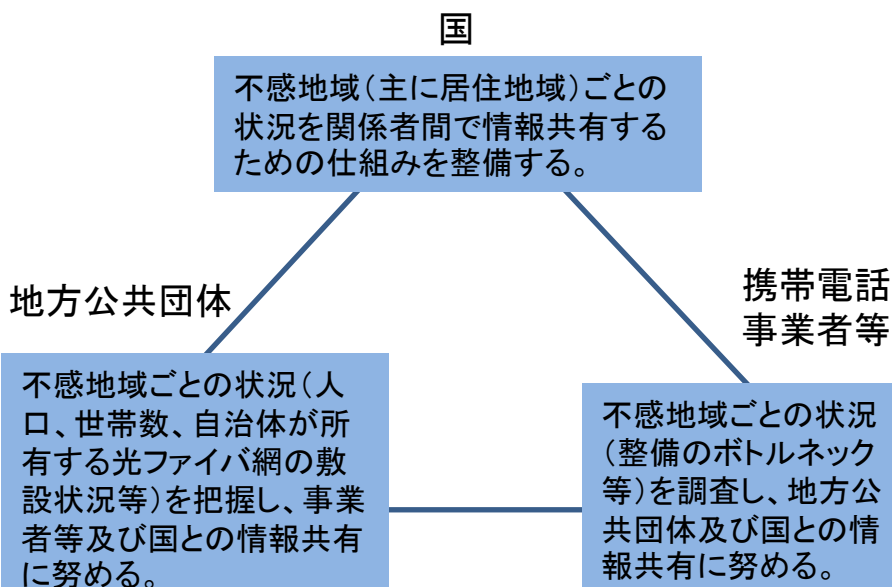 国
不感地域(主に居住地域)ごとの
状況を関係者間で情報共有する
ための仕組みを整備する。
地方公共団体
携帯電話
事業者等
不感地域ごとの状況(人
口、世帯数、自治体が所
有する光ファイバ網の敷
設状況等)を把握し、事業
者等及び国との情報共有
に努める。
不感地域ごとの状況
(整備のボトルネック
等)を調査し、地方公
共団体及び国との情
報共有に努める。